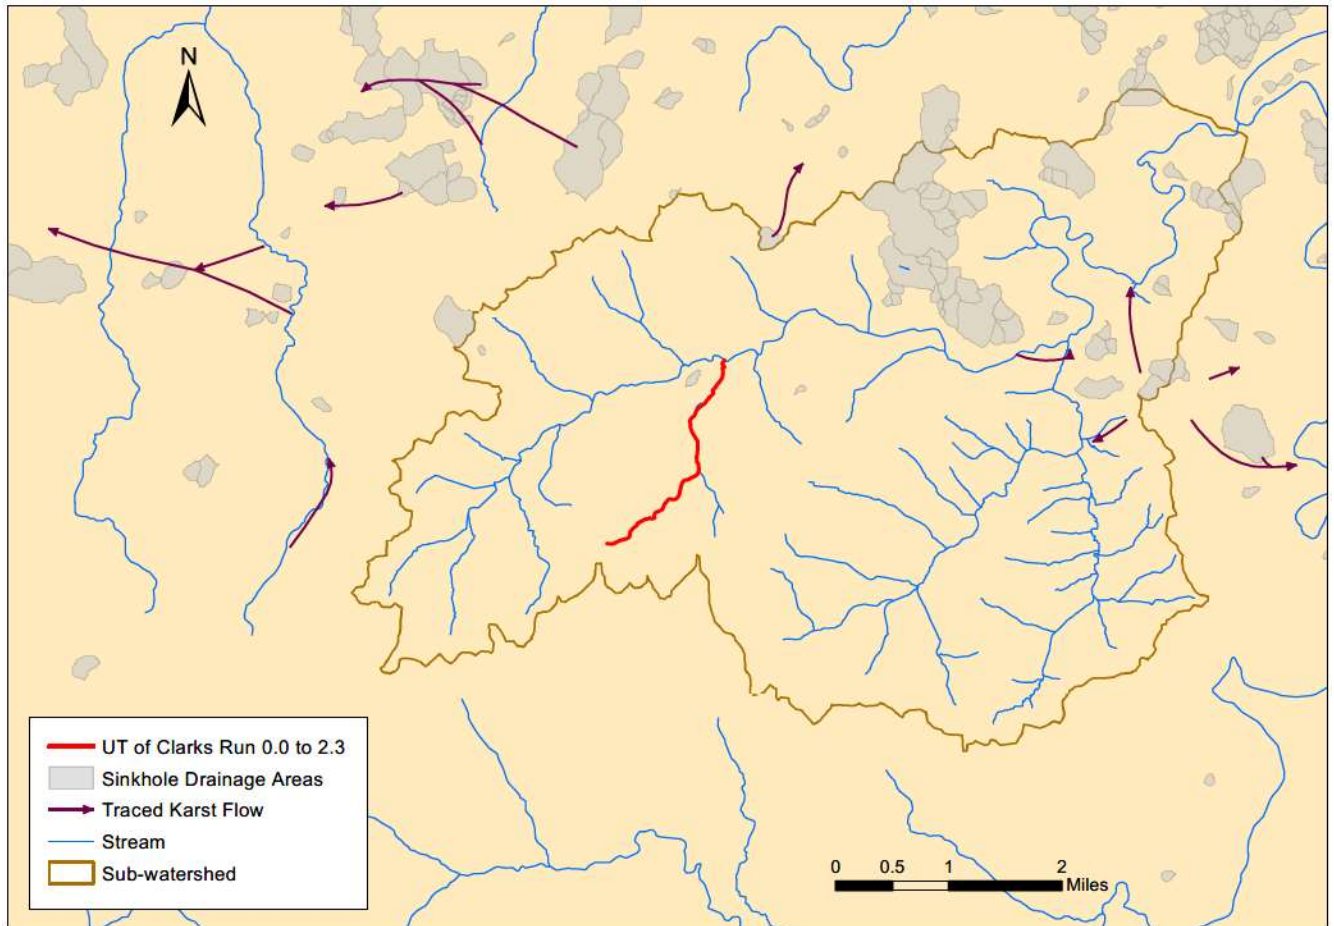 N
UT of Clarks Run 0.0 to 2.3
Sinkhole Drainage Areas
Traced Karst Flow
Stream
Sub-watershed
0 0.5 1 2
Miles